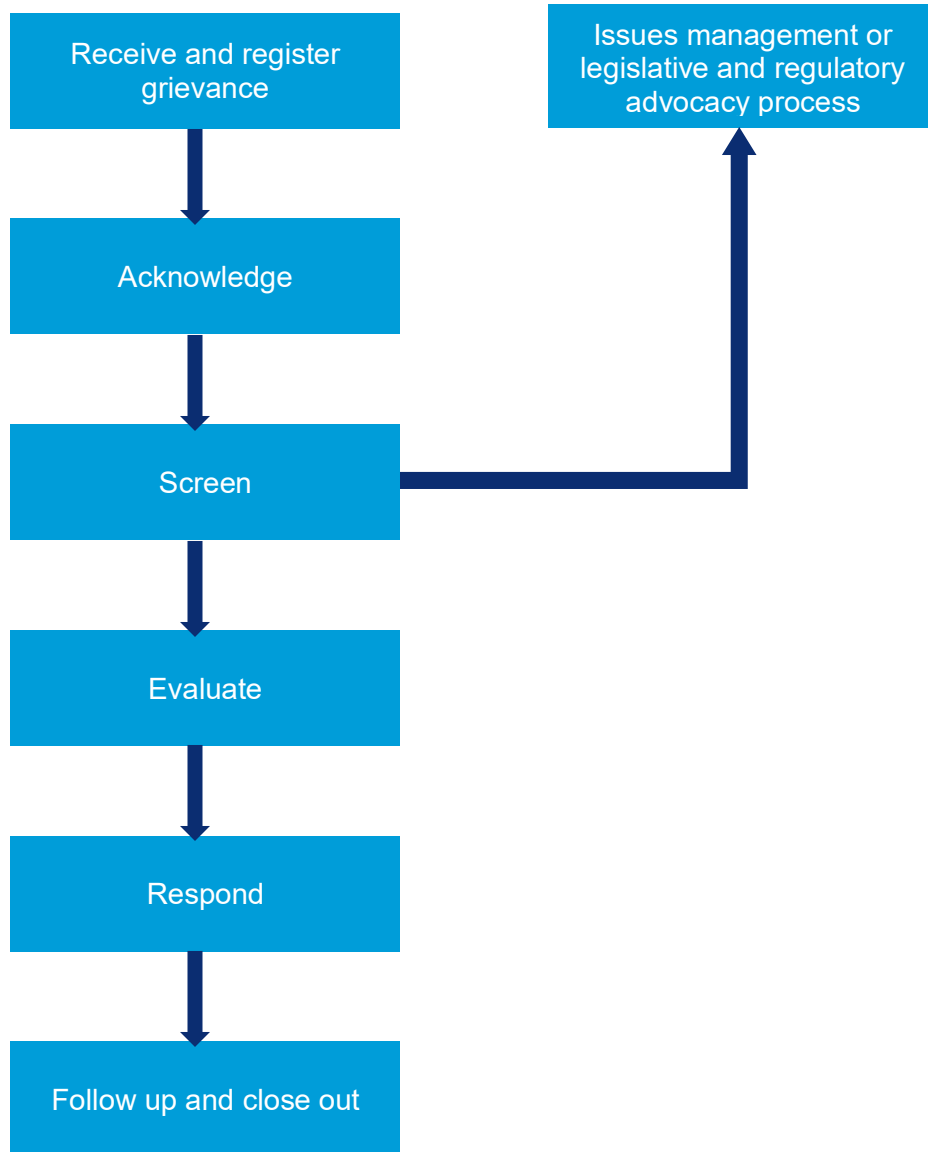 Receive and register
grievance
Issues management or
legislative and regulatory
advocacy process
Acknowledge
Screen
Evaluate
Respond
Follow up and close out